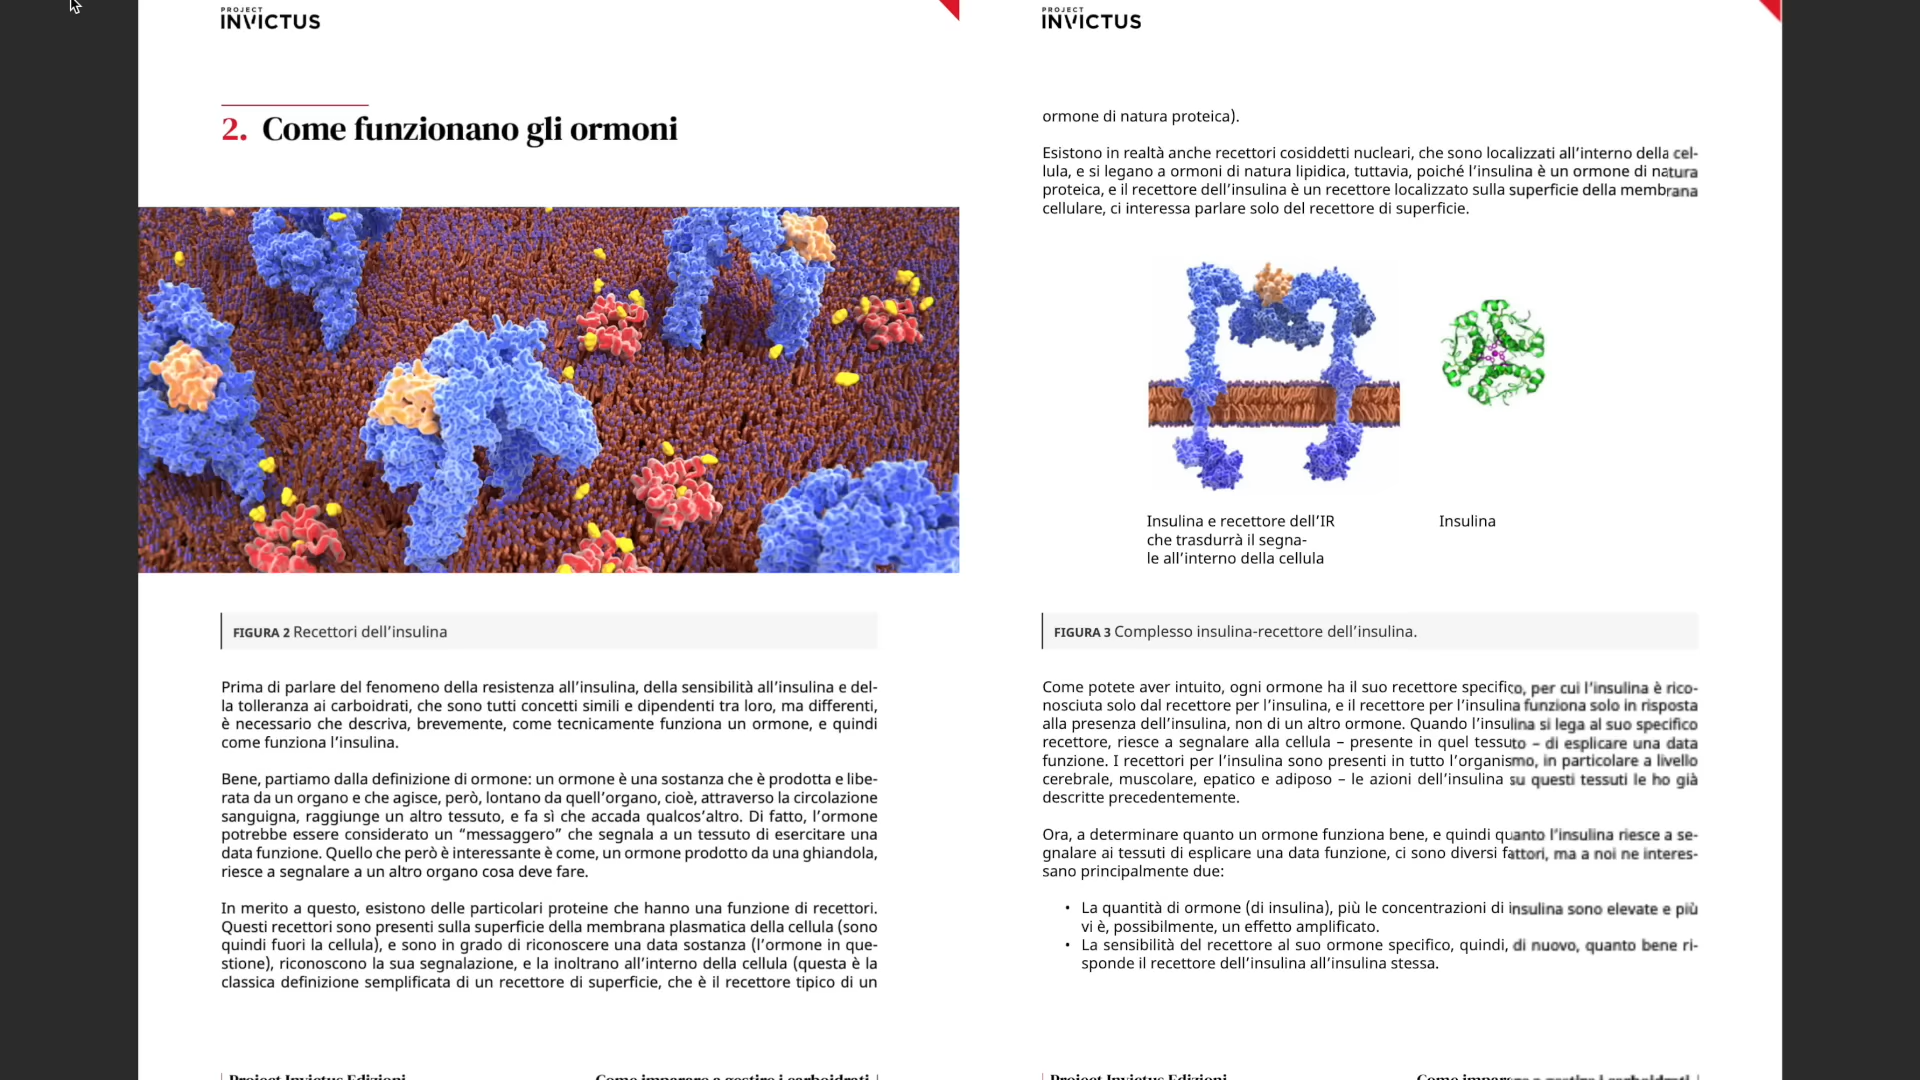 PROJECT
INVICTUS
2. Come funzionano gli ormoni
FIGURA 2 Recettori dell'insulina
Prima di parlare del fenomeno della resistenza all'insulina, della sensibilità all'insulina e del-
la tolleranza ai carboidrati, che sono tutti concetti simili e dipendenti tra loro, ma differenti,
è necessario che descriva, brevemente, come tecnicamente funziona un ormone, e quindi
come funziona l'insulina.
Bene, partiamo dalla definizione di ormone: un ormone è una sostanza che è prodotta e libe-
rata da un organo e che agisce, però, lontano da quell'organo, cioè, attraverso la circolazione
sanguigna, raggiunge un altro tessuto, e fa sì che accada qualcos'altro. Di fatto, l'ormone
potrebbe essere considerato un “messaggero” che segnala a un tessuto di esercitare una
data funzione. Quello che però è interessante è come, un ormone prodotto da una ghiandola,
riesce a segnalare a un altro organo cosa deve fare.
In merito a questo, esistono delle particolari proteine che hanno una funzione di recettori.
Questi recettori sono presenti sulla superficie della membrana plasmatica della cellula (sono
quindi fuori la cellula), e sono in grado di riconoscere una data sostanza (l'ormone in que-
stione), riconoscono la sua segnalazione, e la inoltrano all'interno della cellula (questa è la
classica definizione semplificata di un recettore di superficie, che è il recettore tipico di un
Project Invictus Edizioni Come imparare a gestire i carboidrati
PROJECT
INVICTUS
ormone di natura proteica).
Esistono in realtà anche recettori cosiddetti nucleari, che sono localizzati all'interno della cel-
lula, e si legano a ormoni di natura lipidica, tuttavia, poiché l'insulina è un ormone di natura
proteica, e il recettore dell'insulina è un recettore localizzato sulla superficie della membrana
cellulare, ci interessa parlare solo del recettore di superficie.
Insulina e recettore dell'IR
che trasdurrà il segna-
le all'interno della cellula
Insulina
FIGURA 3 Complesso insulina-recettore dell'insulina.
Come potete aver intuito, ogni ormone ha il suo recettore specifico, per cui l'insulina è rico-
nosciuta solo dal recettore per l'insulina, e il recettore per l'insulina funziona solo in risposta
alla presenza dell'insulina, non di un altro ormone. Quando l'insulina si lega al suo specifico
recettore, riesce a segnalare alla cellula – presente in quel tessuto – di esplicare una data
funzione. I recettori per l'insulina sono presenti in tutto l'organismo, in particolare a livello
cerebrale, muscolare, epatico e adiposo – le azioni dell'insulina su questi tessuti le ho già
descritte precedentemente.
Ora, a determinare quanto un ormone funziona bene, e quindi quanto l'insulina riesce a se-
gnalare ai tessuti di esplicare una data funzione, ci sono diversi fattori, ma a noi ne interes-
sano principalmente due:
• La quantità di ormone (di insulina), più le concentrazioni di insulina sono elevate e più
vi è, possibilmente, un effetto amplificato.
• La sensibilità del recettore al suo ormone specifico, quindi, di nuovo, quanto bene ri-
sponde il recettore dell'insulina all'insulina stessa.
Project Invictus Edizioni Come imparare a gestire i carboidrati